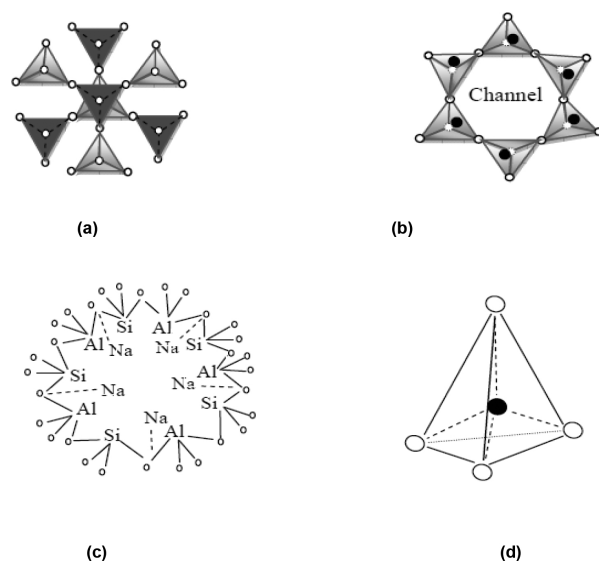 Channel
(a) (b)
Si Al
Al Na Na Si
Si Al
Na Na
Al Na Si
Si Al
(c) (d)